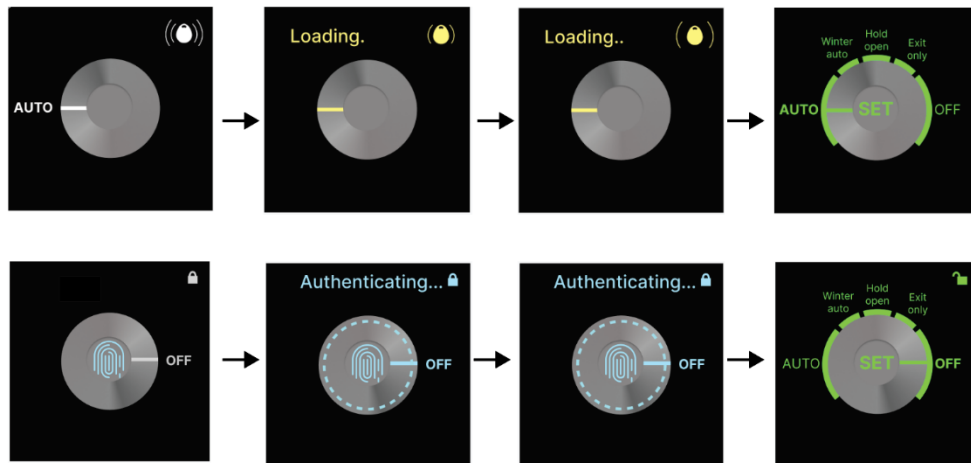 AUTO
Loading.
Loading..
Winter
auto
Hold
open
Exit
only
AUTO
SET
OFF
OFF
Authenticating...
OFF
Authenticating...
OFF
Winter
auto
Hold
open
Exit
only
AUTO
SET
OFF